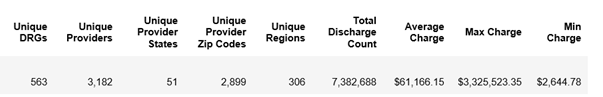 Unique DRGs	Unique Providers	Unique Provider States	Unique Provider Zip Codes	Unique Regions	Total Discharge Count	Average Charge	Max Charge	Min Charge
563	3,182	51	2,899	306	7,382,688	$61,166.15	$3,325,523.35	$2,644.78